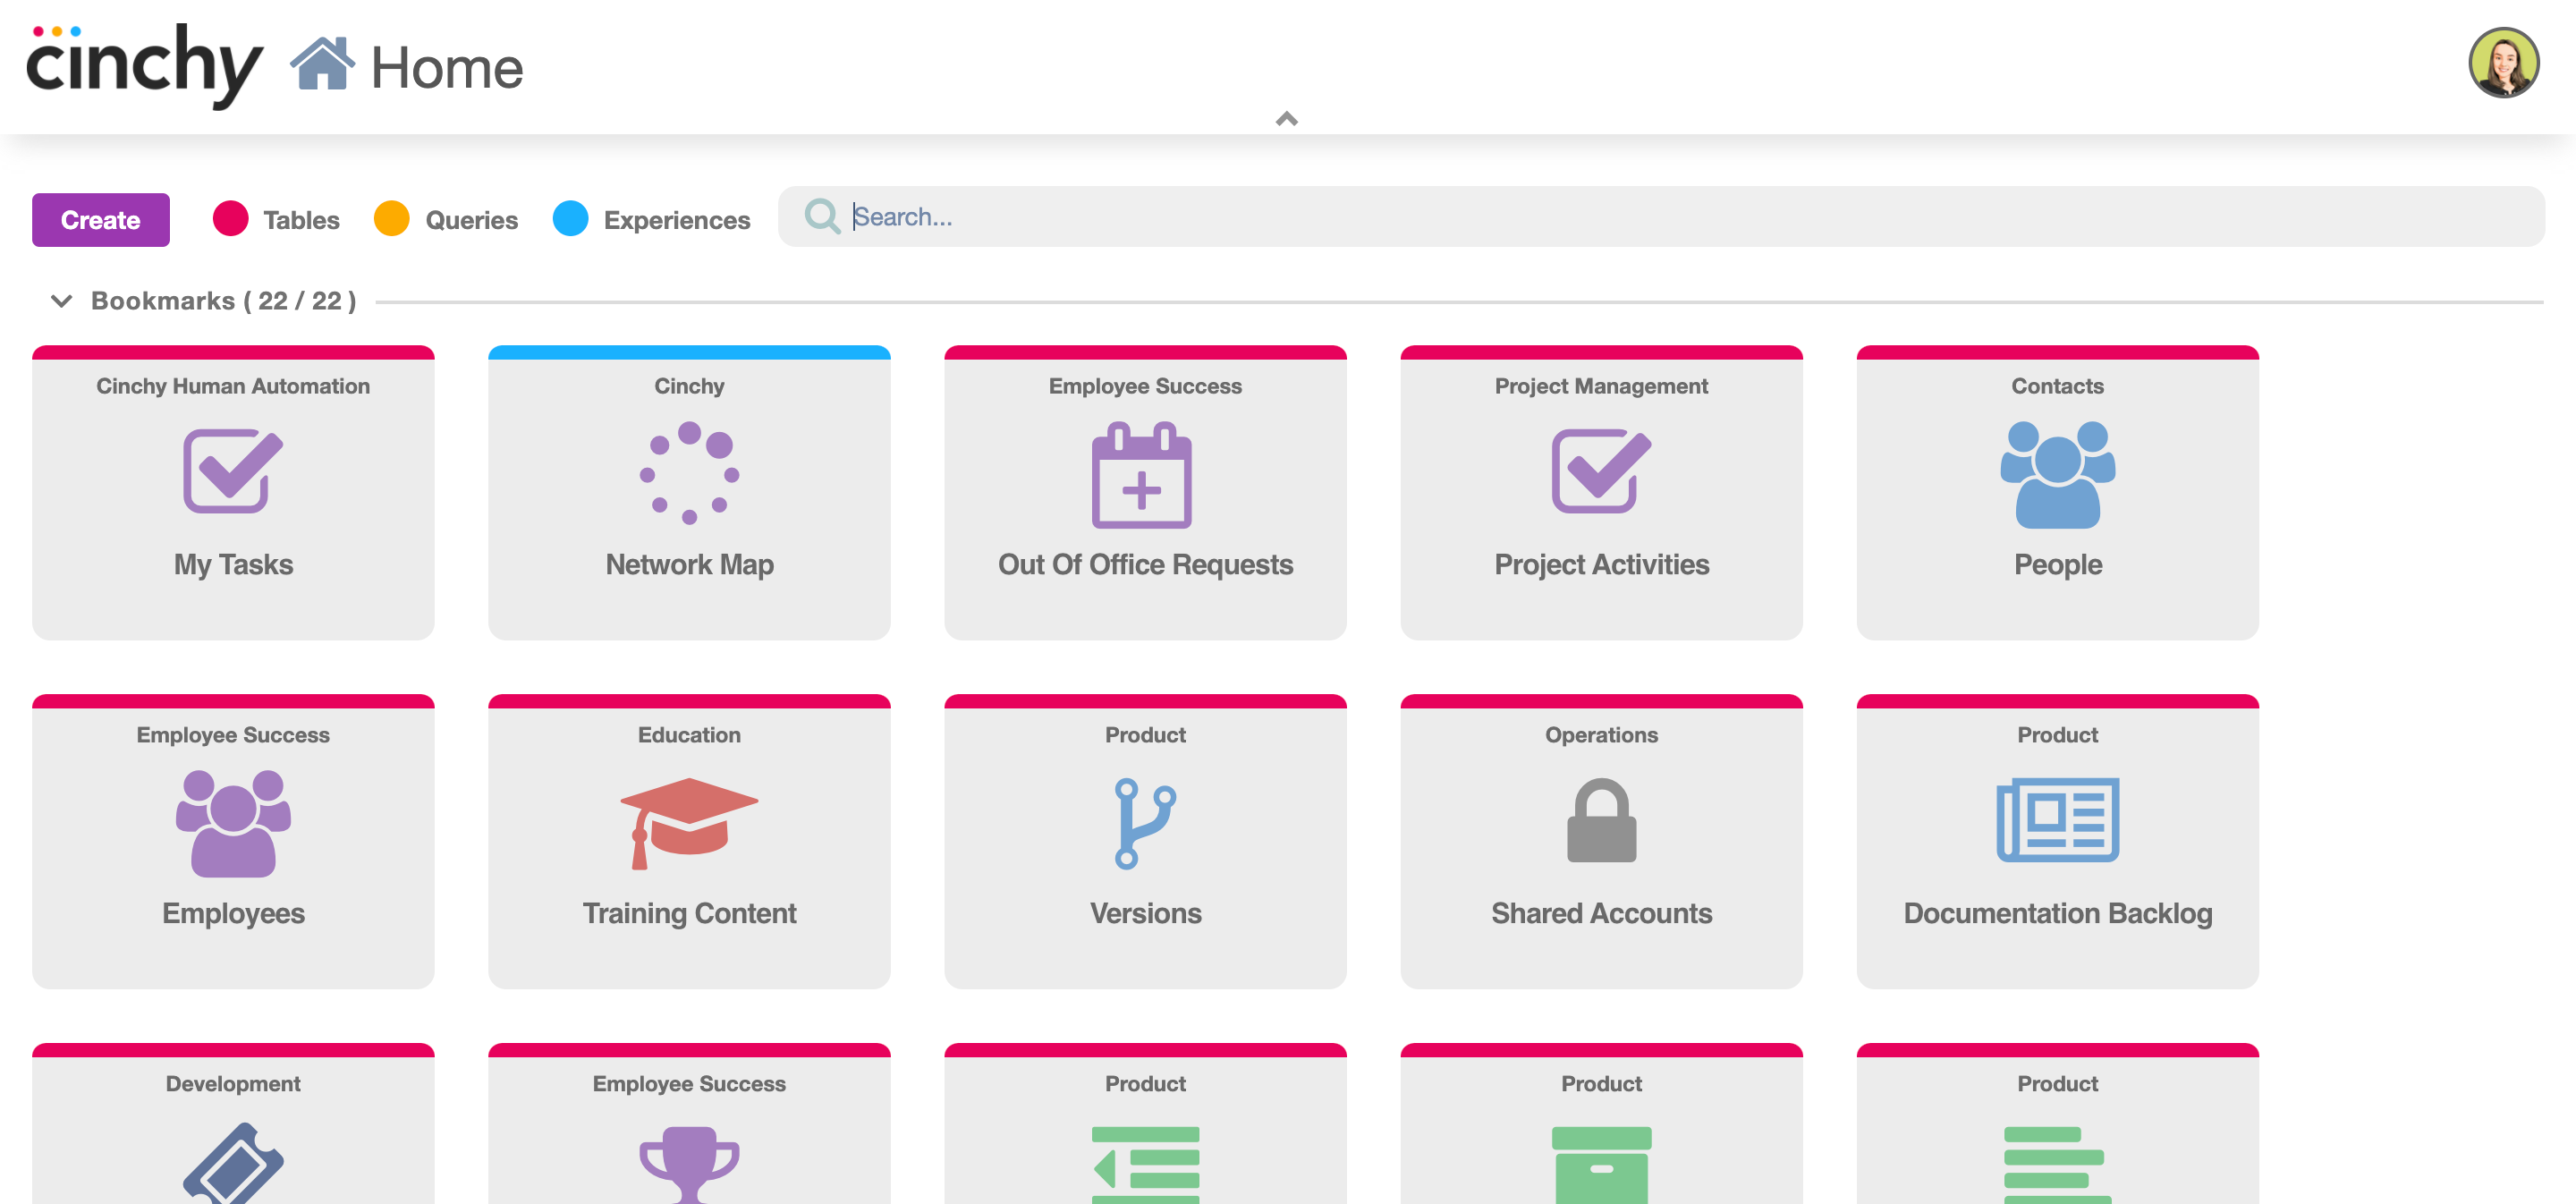 cinchy Home
Create Tables Queries Experiences Search...
Bookmarks ( 22 / 22 )
Cinchy Human Automation
My Tasks
Cinchy
Network Map
Employee Success
Out Of Office Requests
Project Management
Project Activities
Contacts
People
Employee Success
Employees
Education
Training Content
Product
Versions
Operations
Shared Accounts
Product
Documentation Backlog
Development
Employee Success
Product
Product
Product